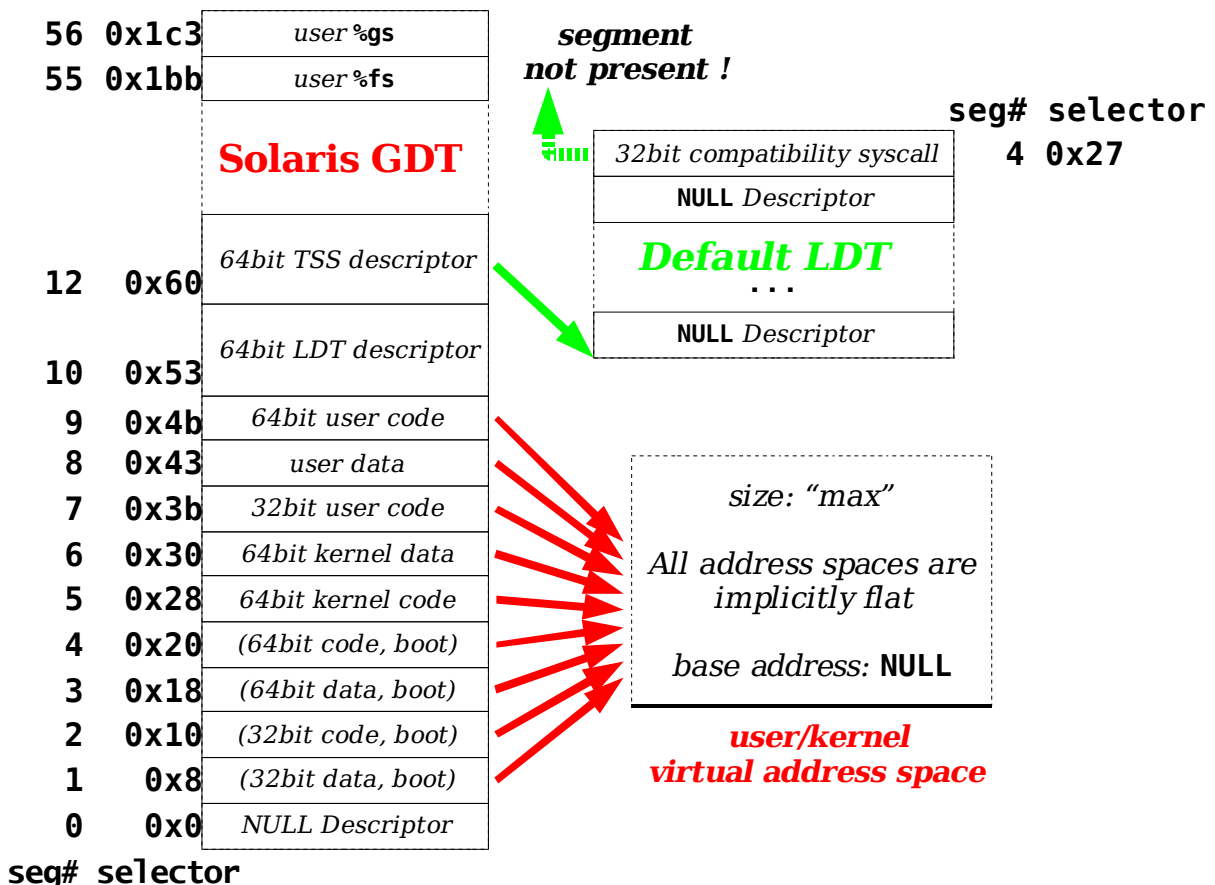 56 0x1c3 user %gs
55 0x1bb user %fs
Solaris GDT
12 0x60 64bit TSS descriptor
10 0x53 64bit LDT descriptor
9 0x4b 64bit user code
8 0x43 user data
7 0x3b 32bit user code
6 0x30 64bit kernel data
5 0x28 64bit kernel code
4 0x20 (64bit code, boot)
3 0x18 (64bit data, boot)
2 0x10 (32bit code, boot)
1 0x8 (32bit data, boot)
0 0x0 NULL Descriptor
seg# selector
segment
not present !
seg# selector
32bit compatibility syscall 4 0x27
NULL Descriptor
Default LDT
...
NULL Descriptor
size: “max”
All address spaces are
implicitly flat
base address: NULL
user/kernel
virtual address space